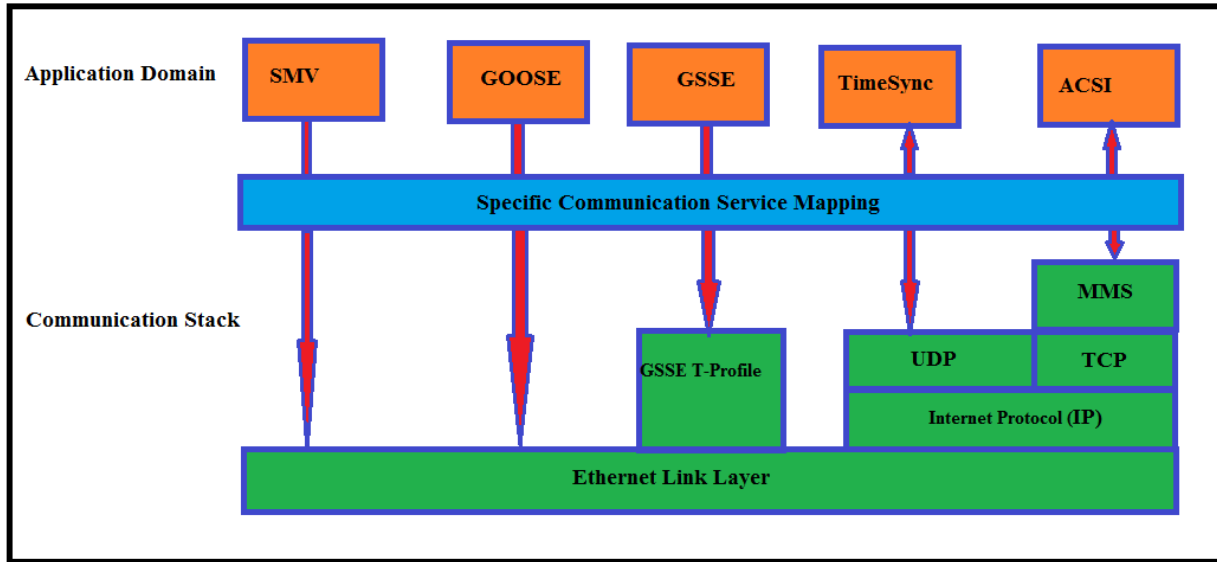 Application Domain
SMV
GOOSE
GSSE
TimeSync
ACSI
Specific Communication Service Mapping
Communication Stack
MMS
GSSE T-Profile
UDP
TCP
Internet Protocol (IP)
Ethernet Link Layer